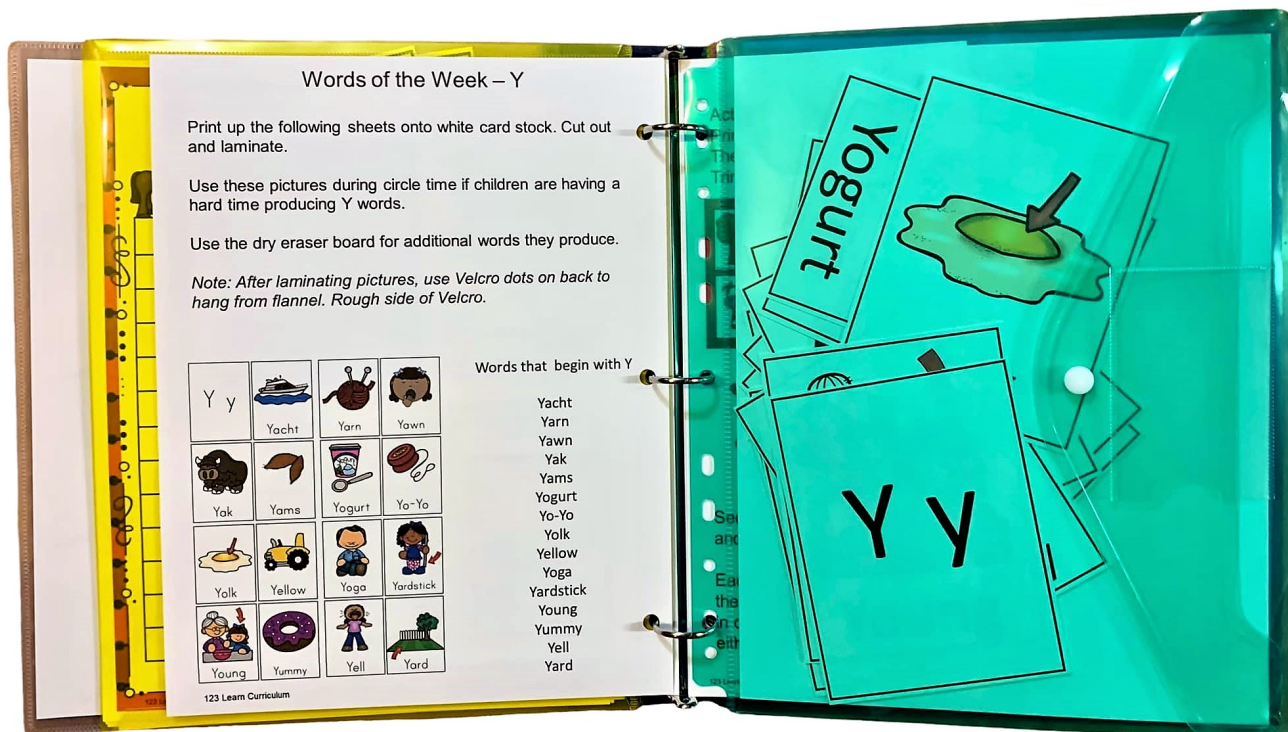 Words of the Week – Y
Print up the following sheets onto white card stock. Cut out
and laminate.
Use these pictures during circle time if children are having a
hard time producing Y words.
Use the dry eraser board for additional words they produce.
Note: After laminating pictures, use Velcro dots on back to
hang from flannel. Rough side of Velcro.
Y y
Yacht
Yarn
Yawn
Yak
Yams
Yogurt
Yo-Yo
Yolk
Yellow
Yoga
Yardstick
Young
Yummy
Yell
Yard
Words that begin with Y
Yacht
Yarn
Yawn
Yak
Yams
Yogurt
Yo-Yo
Yolk
Yellow
Yoga
Yardstick
Young
Yummy
Yell
Yard
123 Learn Curriculum
Yogurt
Y y